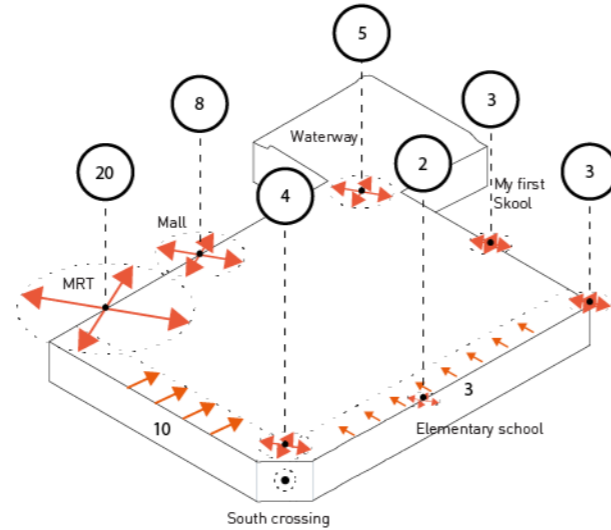 5
8
3
Waterway
2
20
3
4
My first
Skool
Mall
MRT
3
10
Elementary school
South crossing